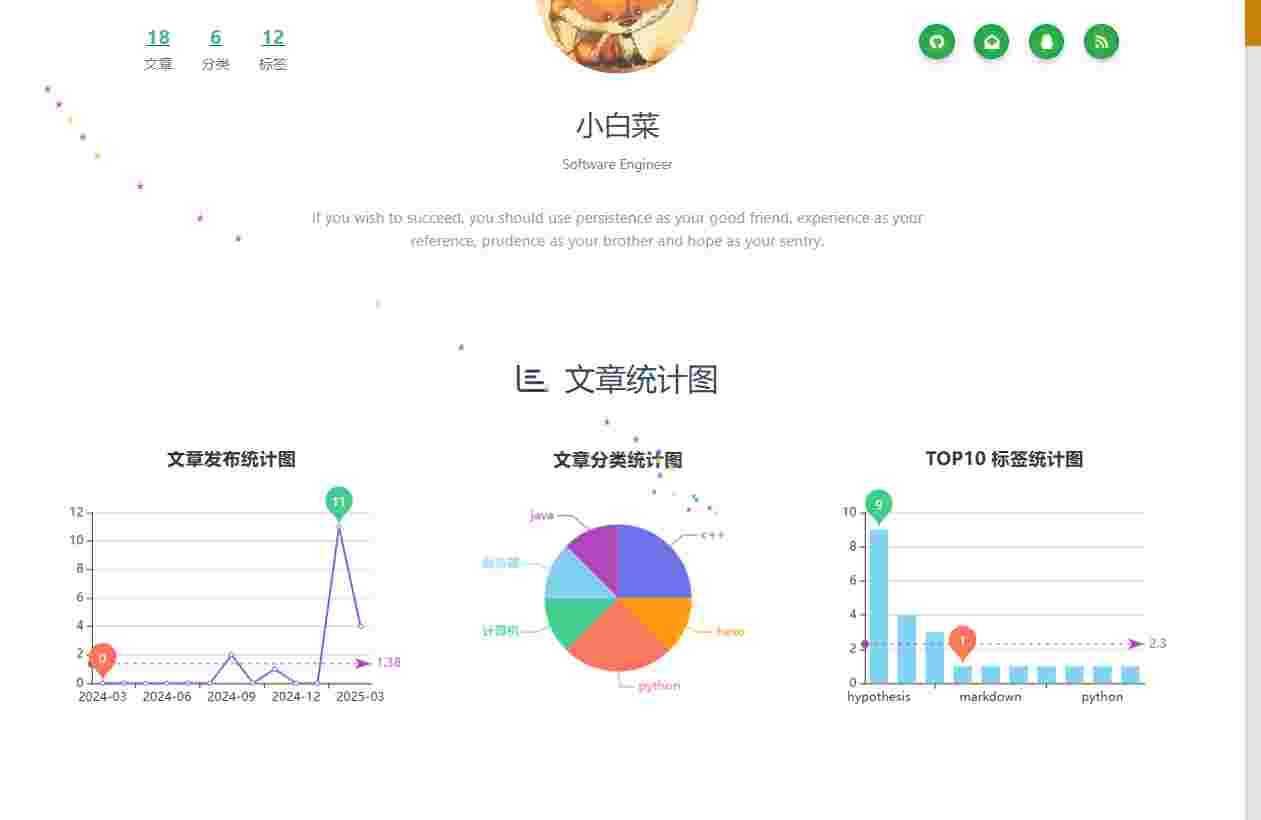 18 6 12
文章 分类 标签
小白菜
Software Engineer
If you wish to succeed, you should use persistence as your good friend, experience as your
reference, prudence as your brother and hope as your sentry.
文章统计图
文章发布统计图
12
10
8
6
4
2
0
11
0
1.38
2024-03 2024-06 2024-09 2024-12 2025-03
文章分类统计图
java
c++
计算机
hexo
python
TOP10 标签统计图
10
8
6
4
2
0
9
1
2.3
hypothesis markdown python